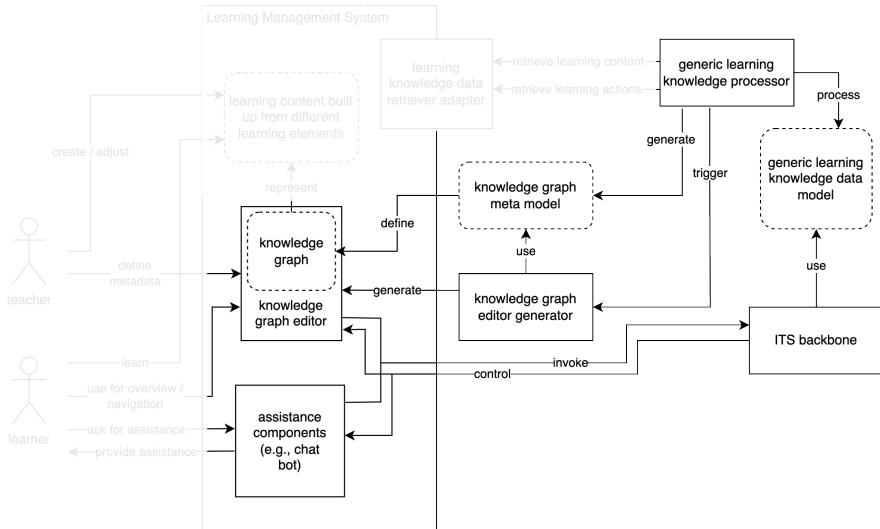 Learning Management System
learning
knowledge data
retriever adapter
retrieve learning content
retrieve learning actions
generic learning
knowledge processor
process
learning content built
up from different
learning elements
create / adjust
generate
trigger
generic learning
knowledge data
model
represent
knowledge graph
meta model
define
knowledge
graph
use
use
teacher
define
metadata
generate
knowledge graph
editor generator
knowledge
graph editor
ITS backbone
learn
invoke
control
use for overview /
navigation
assistance
components
(e.g., chat
bot)
ask for assistance
learner
provide assistance